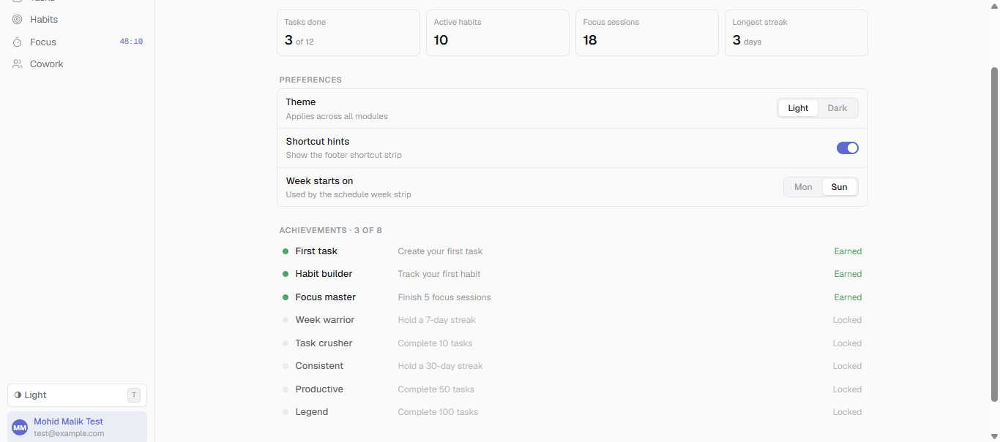 Tasks
Habits
Focus 48:10
Cowork
Light T
MM
Mohid Malik Test
test@example.com
Tasks done
3 of 12
Active habits
10
Focus sessions
18
Longest streak
3 days
PREFERENCES
Theme
Applies across all modules
Light Dark
Shortcut hints
Show the footer shortcut strip
Week starts on
Used by the schedule week strip
Mon Sun
ACHIEVEMENTS · 3 OF 8
First task Create your first task Earned
Habit builder Track your first habit Earned
Focus master Finish 5 focus sessions Earned
Week warrior Hold a 7-day streak Locked
Task crusher Complete 10 tasks Locked
Consistent Hold a 30-day streak Locked
Productive Complete 50 tasks Locked
Legend Complete 100 tasks Locked